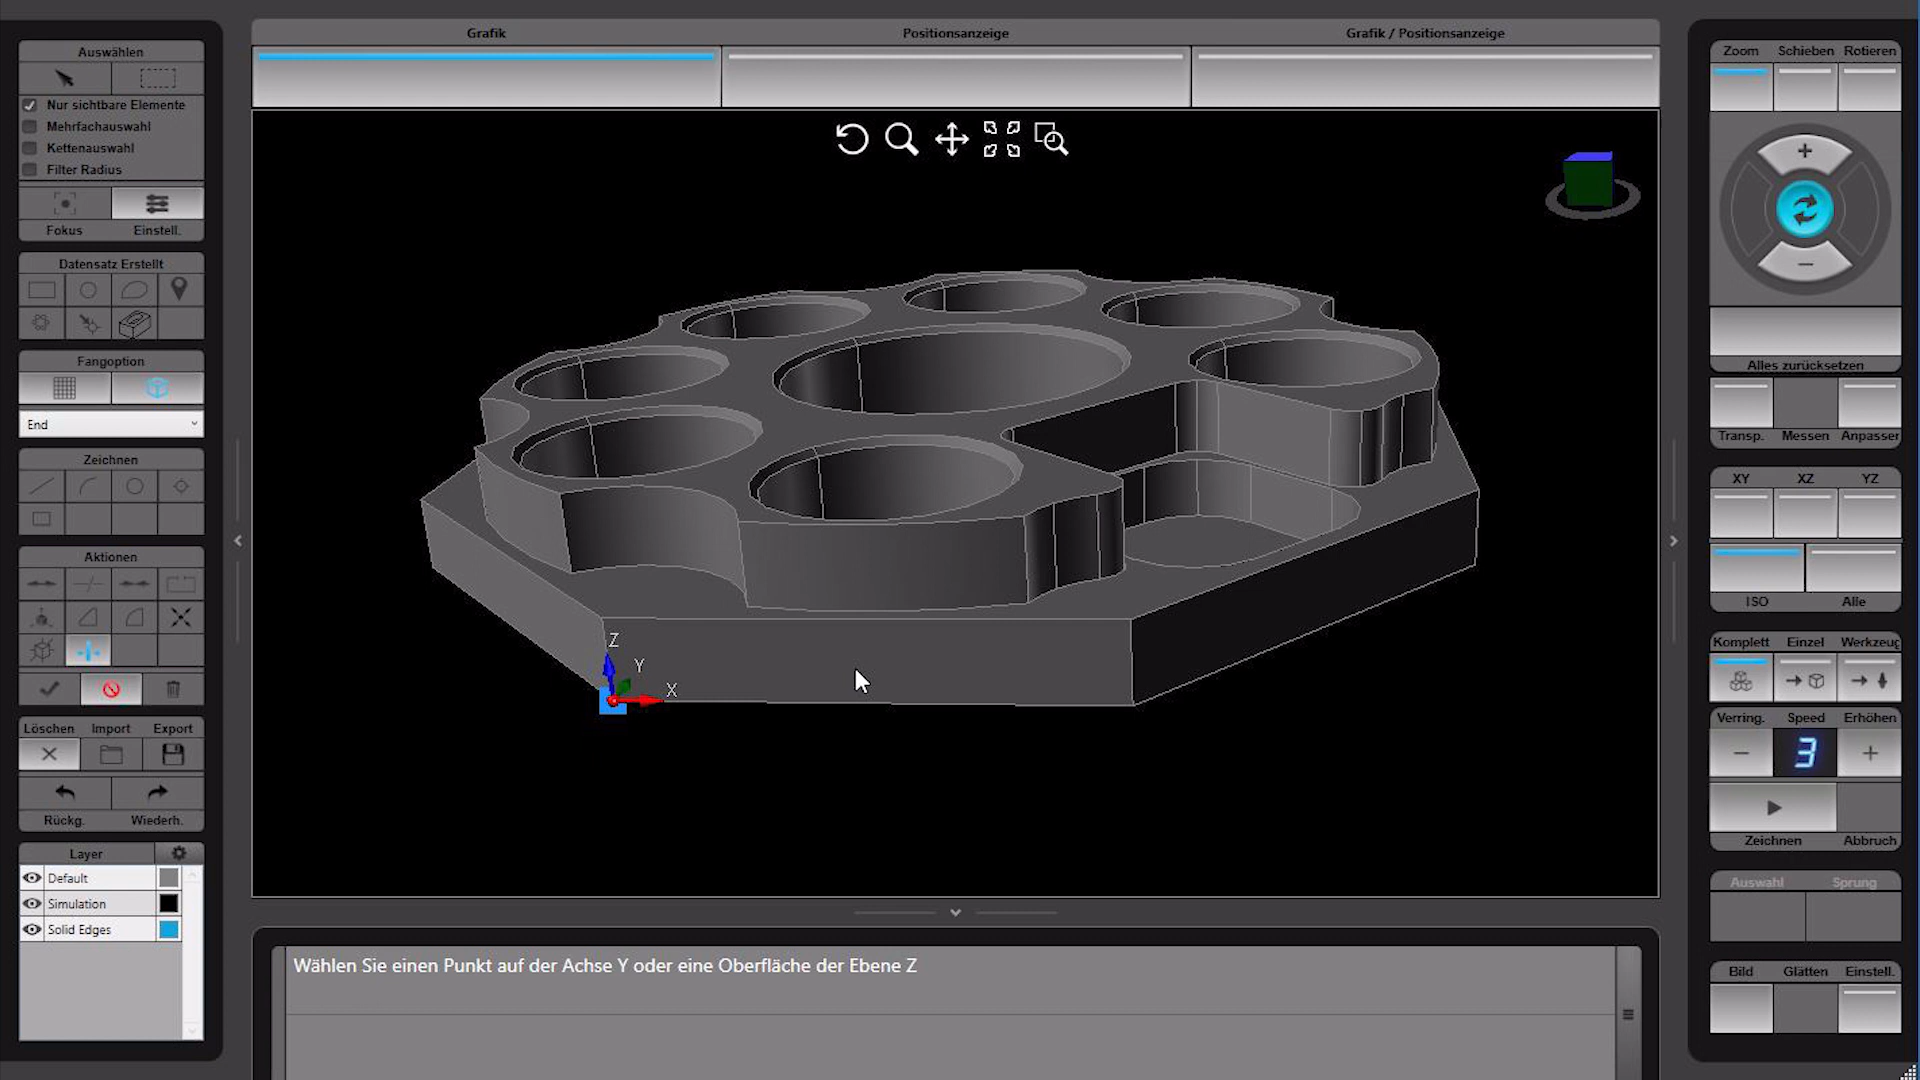 Auswählen
Nur sichtbare Elemente
Mehrfachauswahl
Kettenauswahl
Filter Radius
Fokus Einstell.
Datensatz Erstellt
Fangoption
End
Zeichnen
Aktionen
Löschen Import Export
Rückg. Wiederh.
Layer
Default
Simulation
Solid Edges
Grafik Positionsanzeige Grafik / Positionsanzeige
Z
Y
X
Wählen Sie einen Punkt auf der Achse Y oder eine Oberfläche der Ebene Z
Zoom Schieben Rotieren
Alles zurücksetzen
Transp. Messen Anpasser
XY XZ YZ
ISO Alle
Komplett Einzel Werkzeug
Verring. Speed Erhöhen
3
Zeichnen Abbruch
Auswahl Sprung
Bild Glätten Einstell.